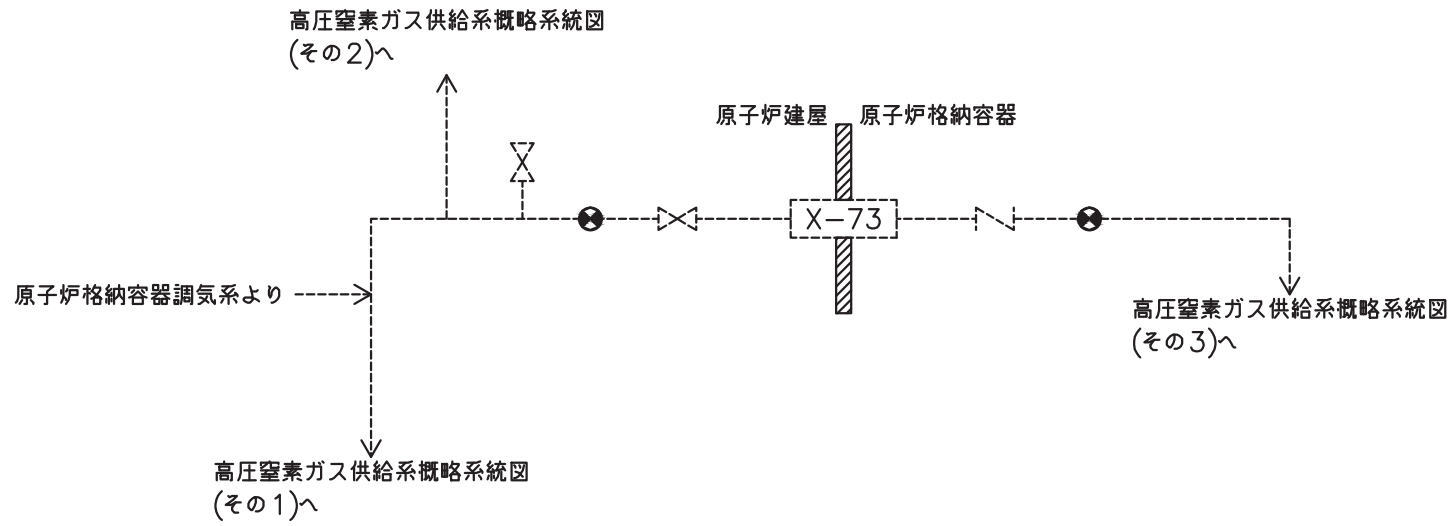 高圧窒素ガス供給系概略系統図
(その2)へ
原子炉建屋
原子炉格納容器
X-73
原子炉格納容器調気系より
高圧窒素ガス供給系概略系統図
(その3)へ
高圧窒素ガス供給系概略系統図
(その1)へ